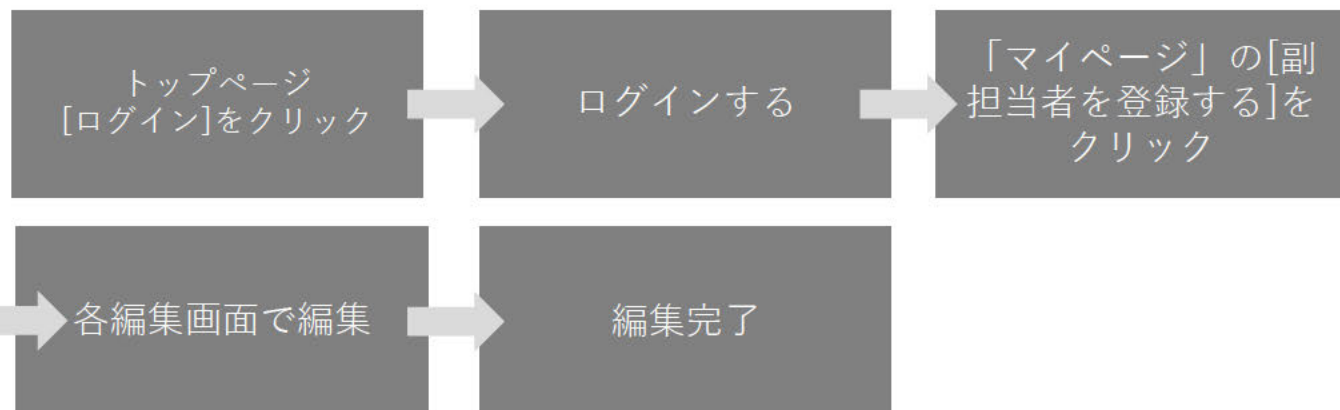 トップページ
[ログイン]をクリック
ログインする
「マイページ」の[副
担当者を登録する]を
クリック
各編集画面で編集
編集完了